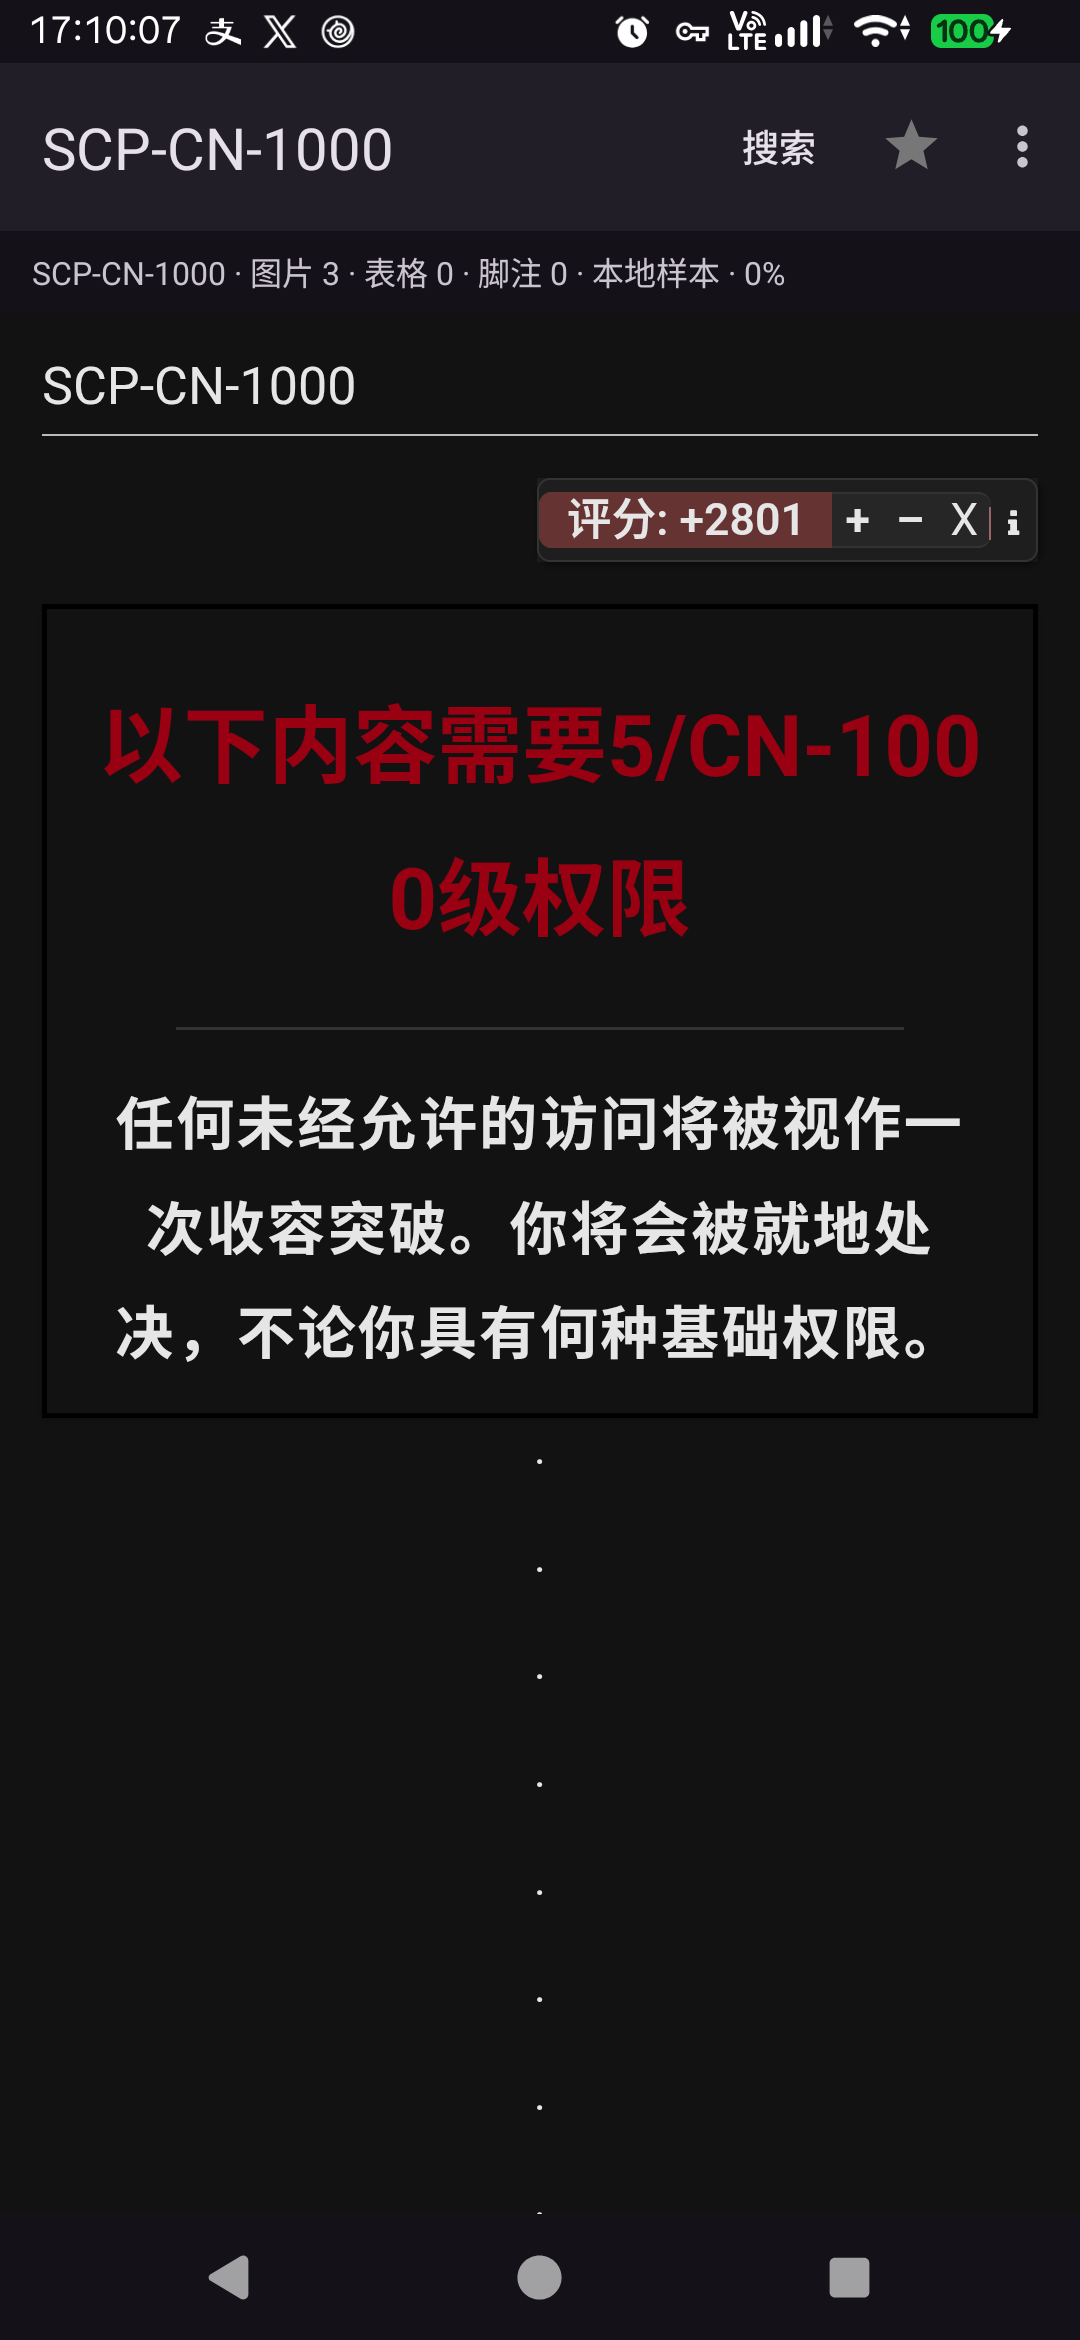 17:10:07 支 X VO LTE 100
SCP-CN-1000 搜索
SCP-CN-1000 · 图片 3 · 表格 0 · 脚注 0 · 本地样本 · 0%
SCP-CN-1000
评分: +2801 + − X i
以下内容需要5/CN-100
0级权限
任何未经允许的访问将被视作一
次收容突破。你将会被就地处
决，不论你具有何种基础权限。
.
.
.
.
.
.
.
.